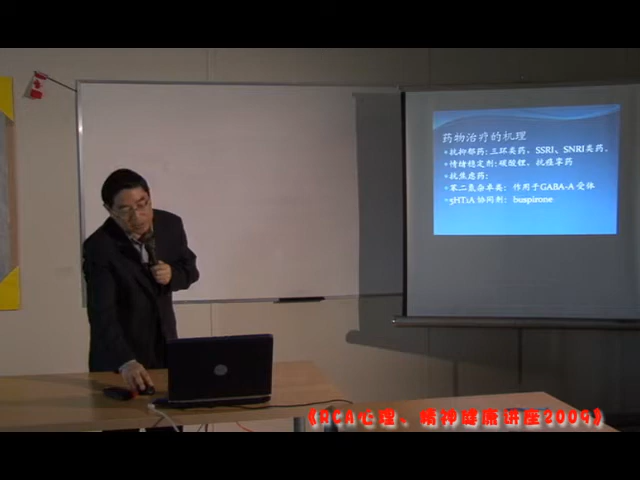 药物治疗的机理
•抗抑郁药:三环类药、SSRI、SNRI类药。
•情绪稳定剂:碳酸锂、抗癫痫药
•抗焦虑药:
•苯二氮杂卓类: 作用于GABA-A 受体
•5HT1A 协同剂: buspirone
《RCA心理、精神健康讲座2009》